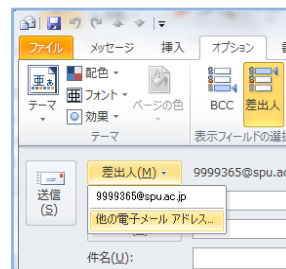 ファイル メッセージ 挿入 オプション
配色
フォント
効果
テーマ
ページの色
BCC 差出人
テーマ 表示フィールドの選
差出人(M) 9999365@spu.ac
9999365@spu.ac.jp
他の電子メール アドレス...
送信
(S)
件名(U):